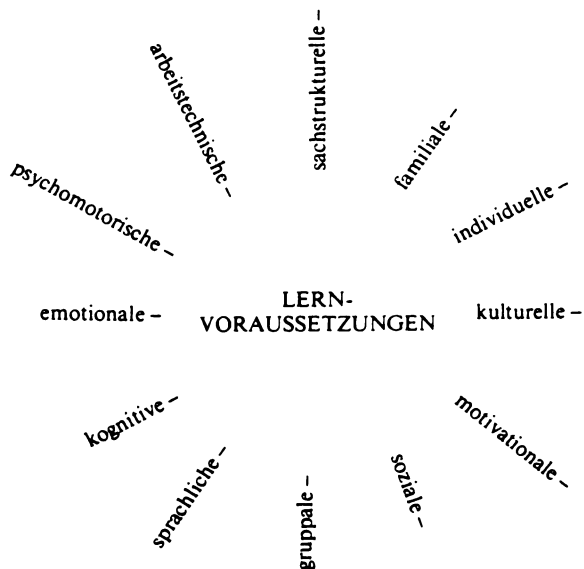 sachstrukturelle –
arbeitstechnische –
familiale –
psychomotorische –
individuelle –
emotionale –
LERN-
VORAUSSETZUNGEN
kulturelle –
kognitive –
motivationale –
sprachliche –
soziale –
gruppale –